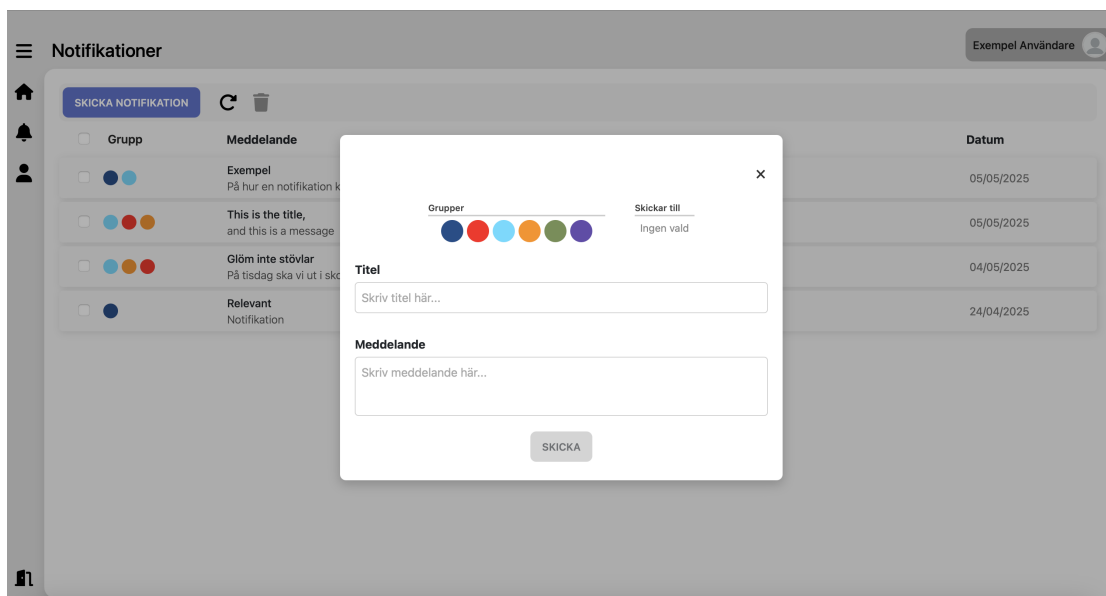 Notifikationer
Exempel Användare
SKICKA NOTIFIKATION
Grupp Meddelande Datum
Exempel
På hur en notifikation k
05/05/2025
This is the title,
and this is a message
05/05/2025
Glöm inte stövlar
På tisdag ska vi ut i sko
04/05/2025
Relevant
Notifikation
24/04/2025
×
Grupper Skickar till
Ingen vald
Titel
Skriv titel här...
Meddelande
Skriv meddelande här...
SKICKA